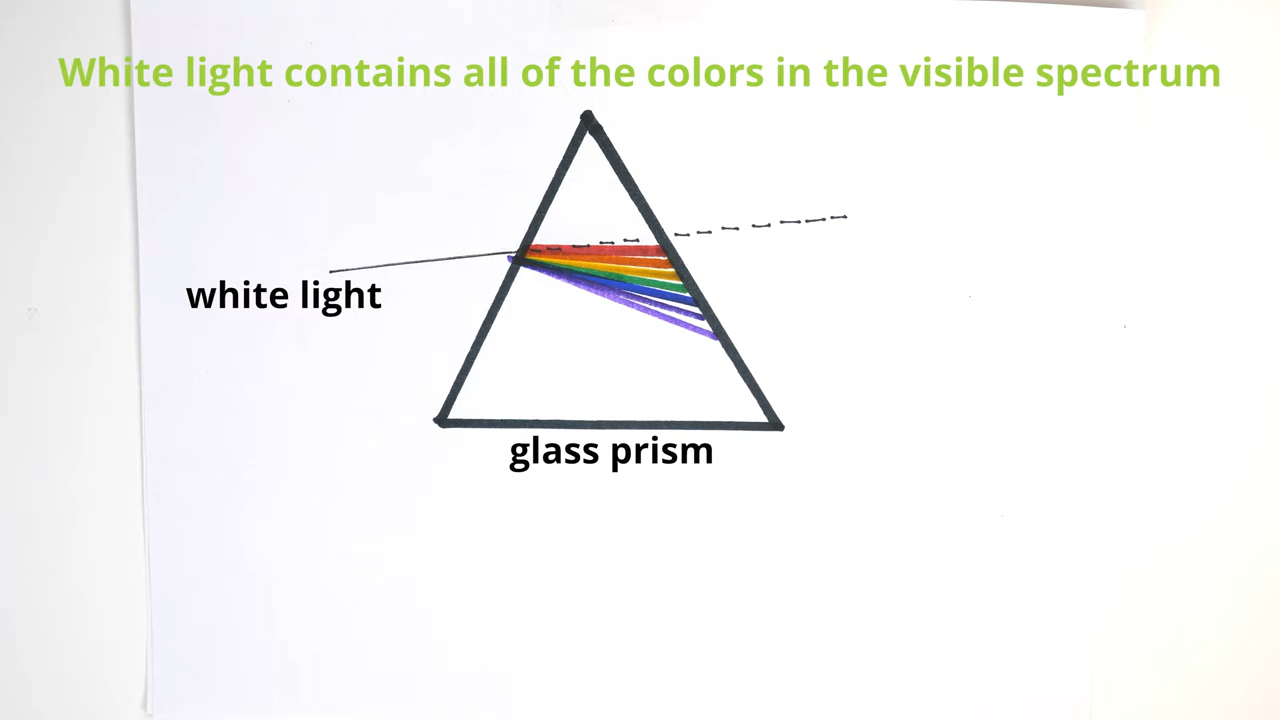 White light contains all of the colors in the visible spectrum
white light
glass prism